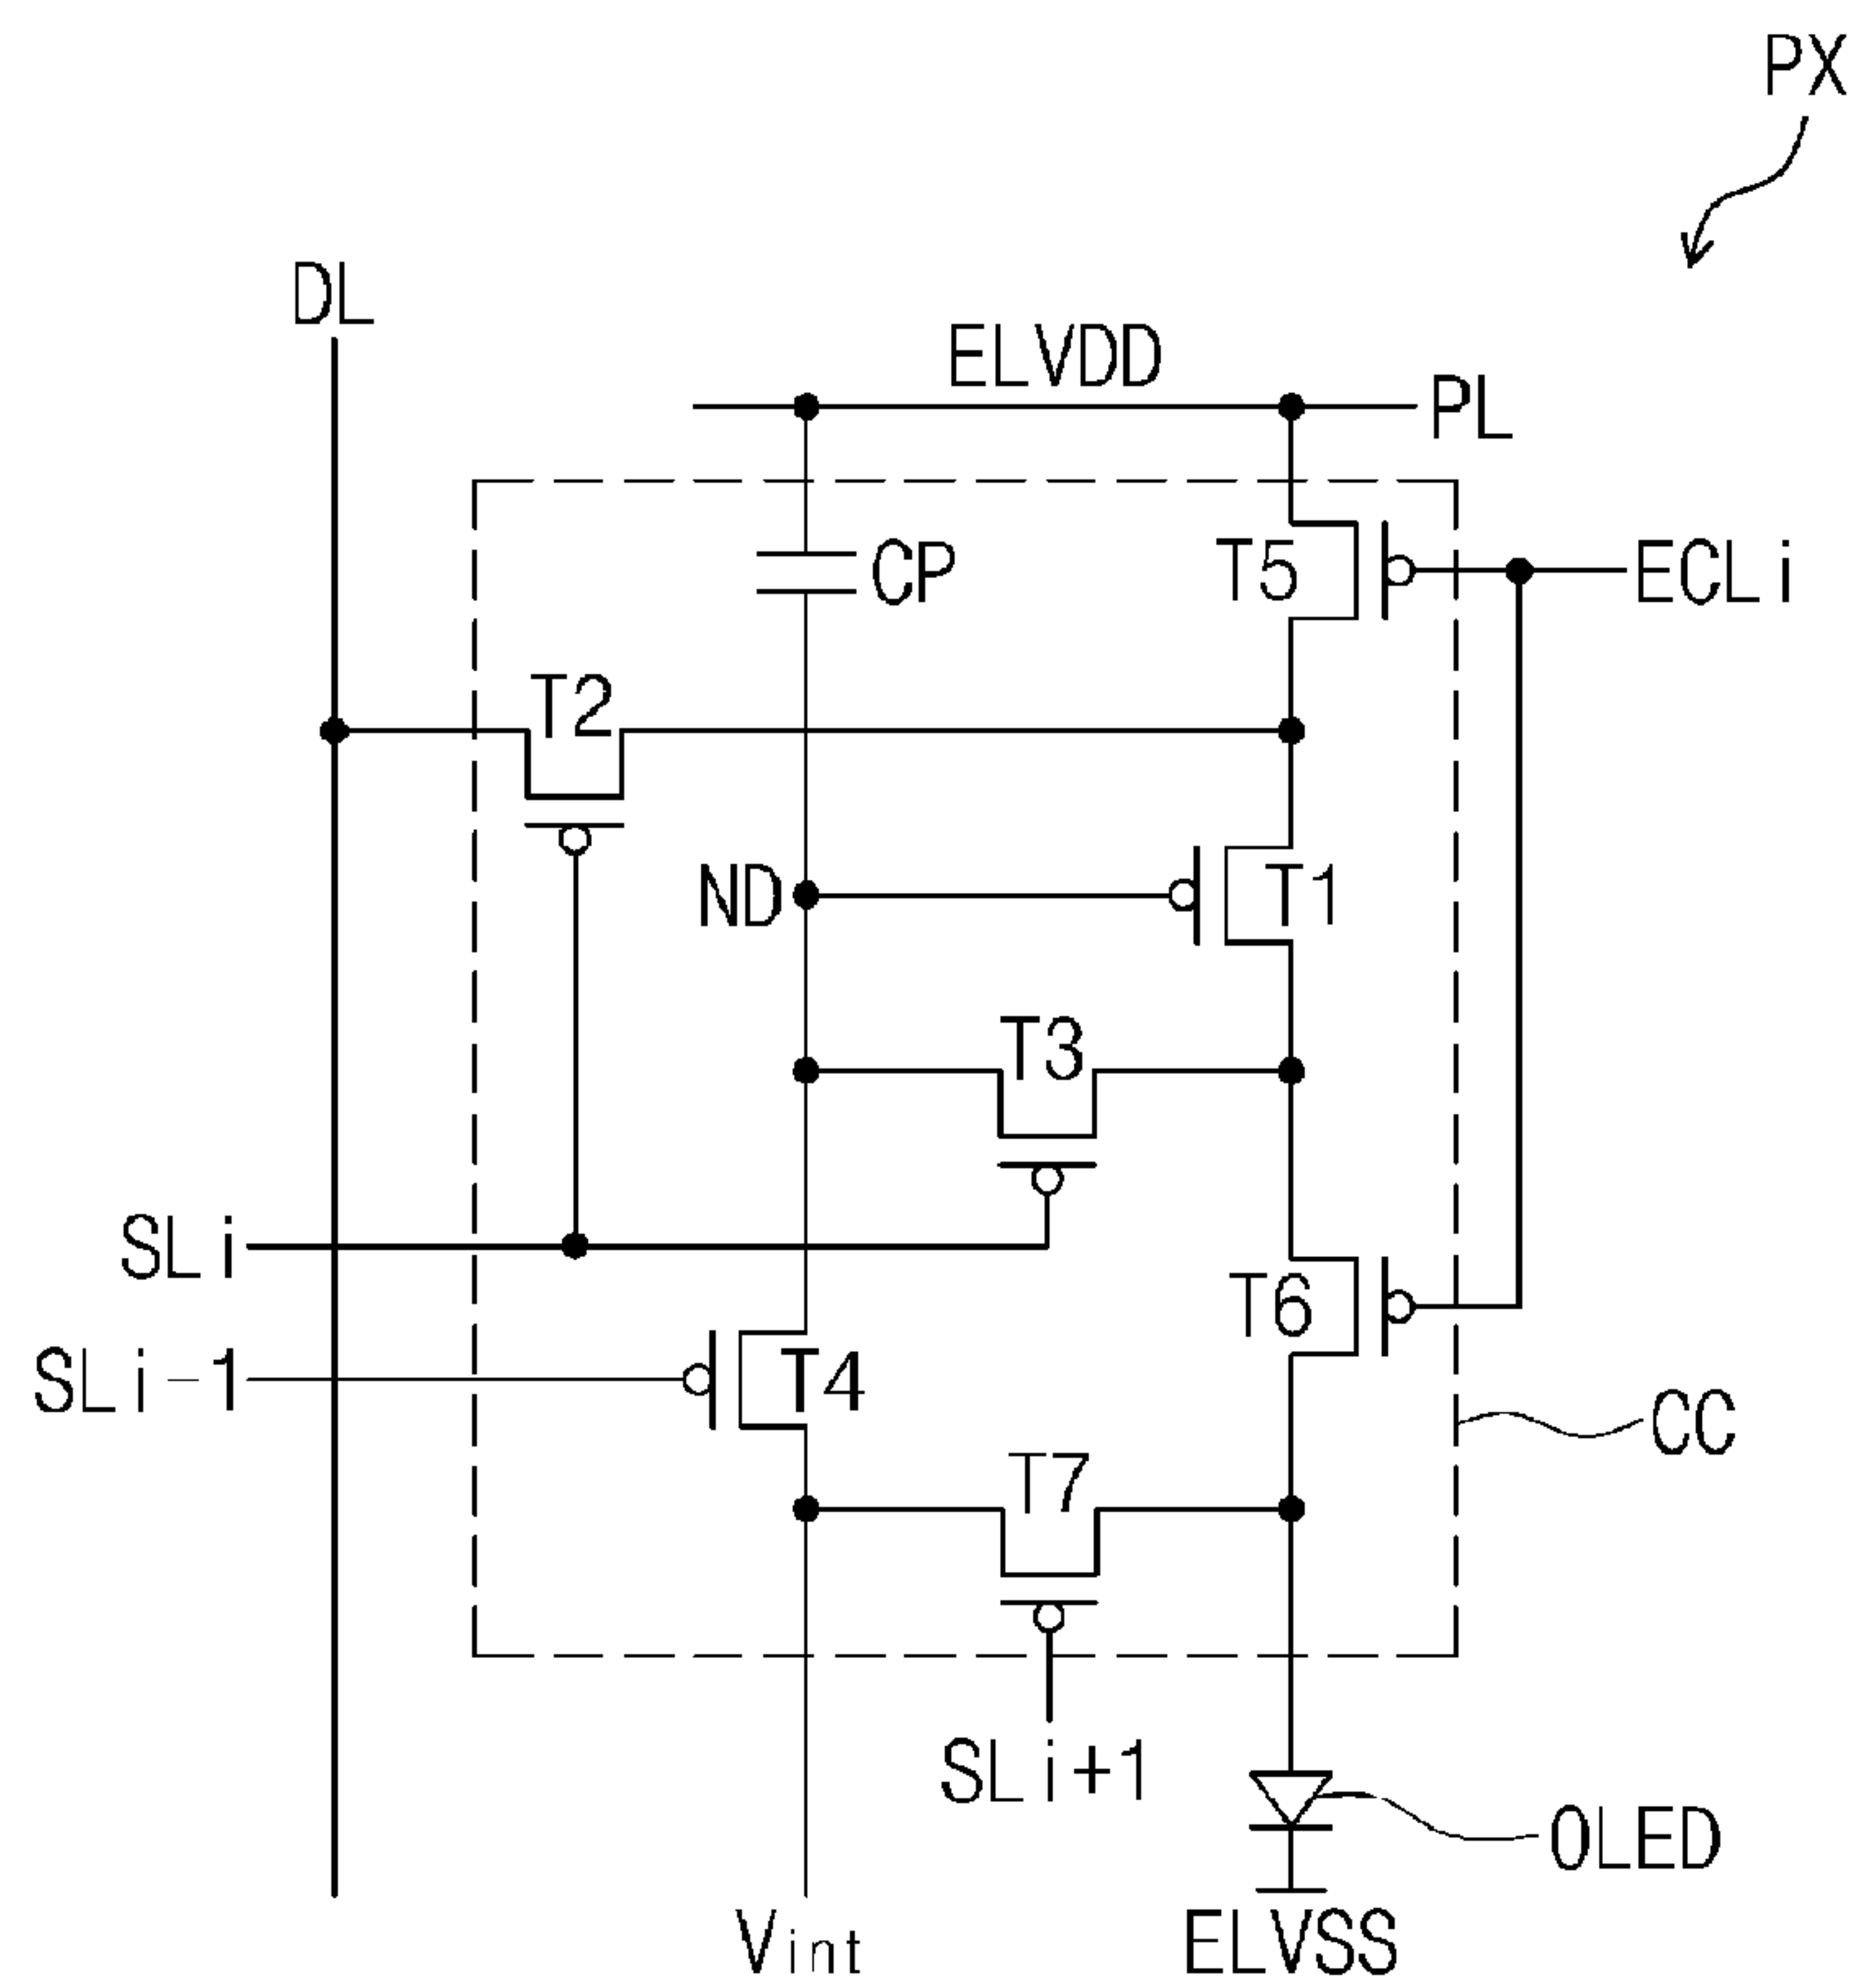 PX
DL
ELVDD
PL
CP
T5
ECLi
T2
ND
T1
T3
SLi
T6
SLi-1
T4
CC
T7
SLi+1
OLED
Vint
ELVSS